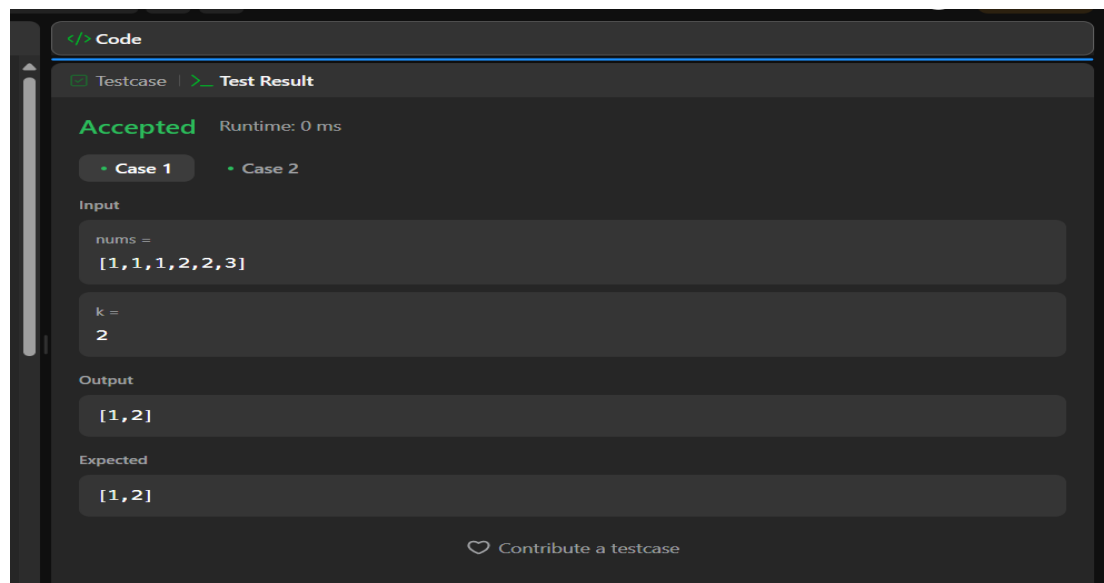 </> Code
Testcase | >_ Test Result
Accepted Runtime: 0 ms
• Case 1 • Case 2
Input
nums =
[1,1,1,2,2,3]
k =
2
Output
[1,2]
Expected
[1,2]
Contribute a testcase